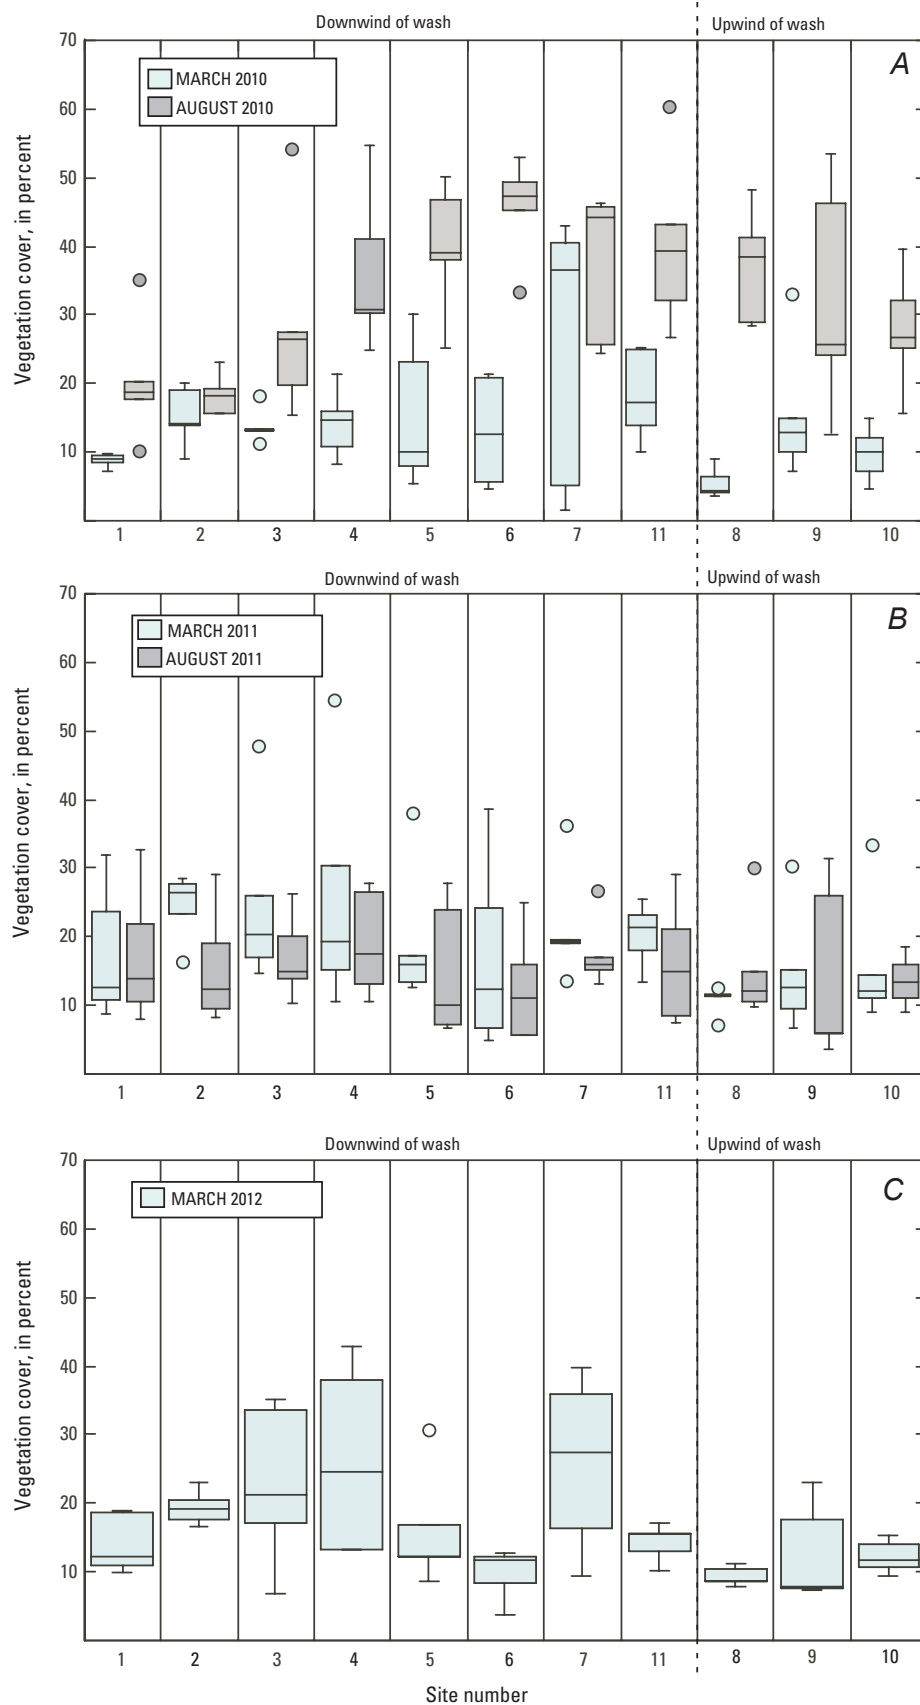 Downwind of wash Upwind of wash
A
MARCH 2010
AUGUST 2010
Vegetation cover, in percent
70
60
50
40
30
20
10
1 2 3 4 5 6 7 11 8 9 10
Downwind of wash Upwind of wash
B
MARCH 2011
AUGUST 2011
Vegetation cover, in percent
70
60
50
40
30
20
10
1 2 3 4 5 6 7 11 8 9 10
Downwind of wash Upwind of wash
C
MARCH 2012
Vegetation cover, in percent
70
60
50
40
30
20
10
1 2 3 4 5 6 7 11 8 9 10
Site number